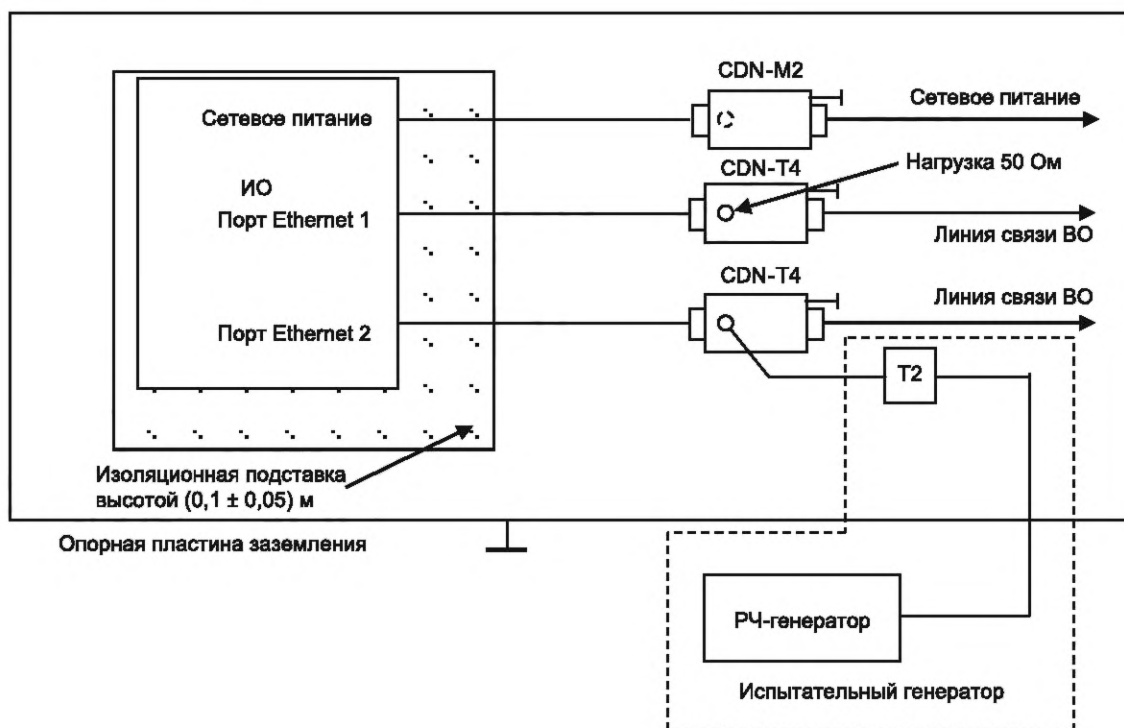 CDN-M2
Сетевое питание
Сетевое питание
CDN-T4
Нагрузка 50 Ом
ИО
Порт Ethernet 1
Линия связи ВО
CDN-T4
Линия связи ВО
Порт Ethernet 2
T2
Изоляционная подставка
высотой (0,1 ± 0,05) м
Опорная пластина заземления
РЧ-генератор
Испытательный генератор